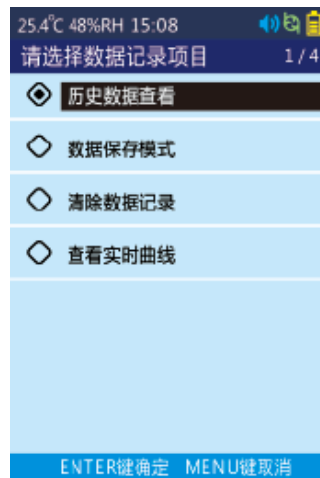 25.4℃ 48%RH 15:08
请选择数据记录项目 1/4
历史数据查看
数据保存模式
清除数据记录
查看实时曲线
ENTER键确定 MENU键取消